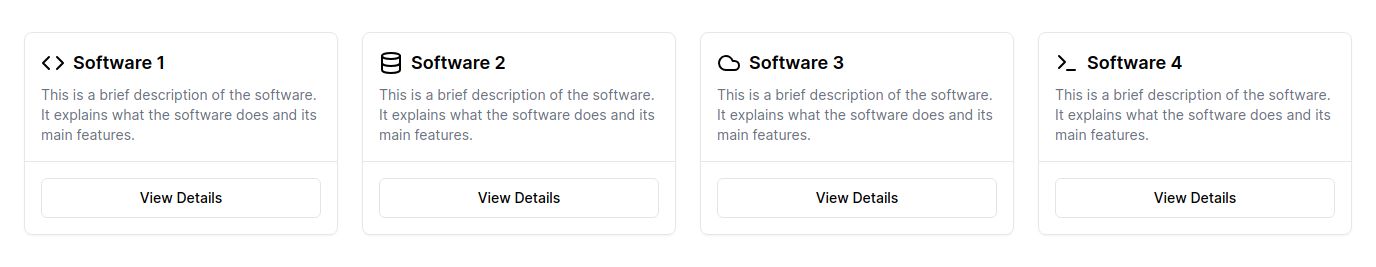 Software 1
This is a brief description of the software.
It explains what the software does and its
main features.
View Details
Software 2
This is a brief description of the software.
It explains what the software does and its
main features.
View Details
Software 3
This is a brief description of the software.
It explains what the software does and its
main features.
View Details
Software 4
This is a brief description of the software.
It explains what the software does and its
main features.
View Details